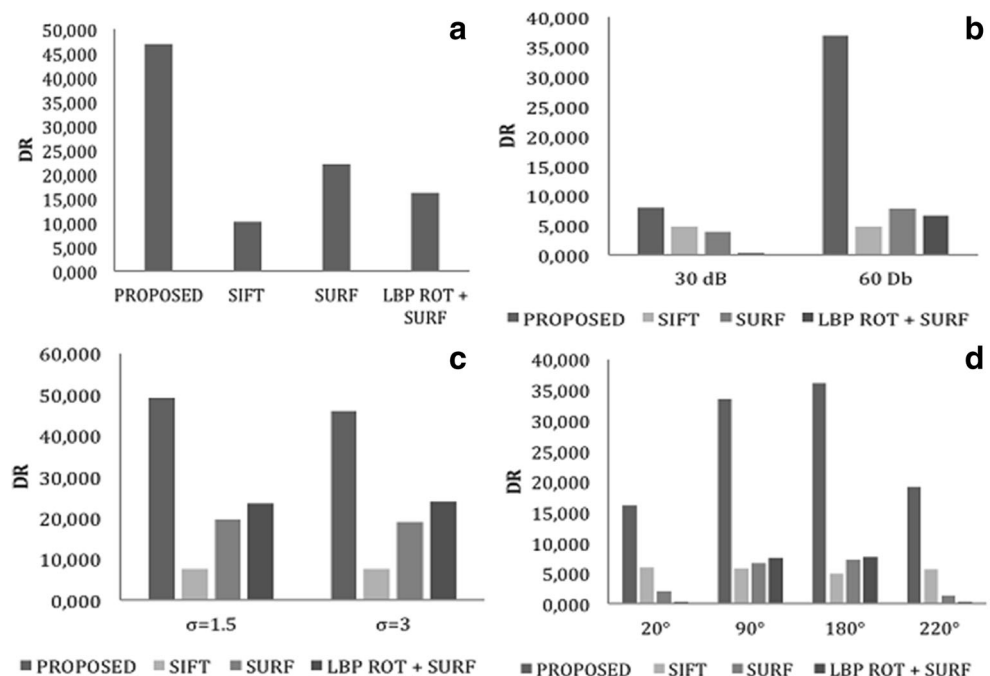 a
50,000
45,000
40,000
35,000
30,000
25,000
20,000
15,000
10,000
5,000
0,000
DR
PROPOSED SIFT SURF LBP ROT +
SURF
b
40,000
35,000
30,000
25,000
20,000
15,000
10,000
5,000
0,000
DR
30 dB 60 Db
PROPOSED SIFT SURF LBP ROT + SURF
c
60,000
50,000
40,000
30,000
20,000
10,000
0,000
DR
σ=1.5 σ=3
PROPOSED SIFT SURF LBP ROT + SURF
d
40,000
35,000
30,000
25,000
20,000
15,000
10,000
5,000
0,000
DR
20° 90° 180° 220°
PROPOSED SIFT SURF LBP ROT + SURF